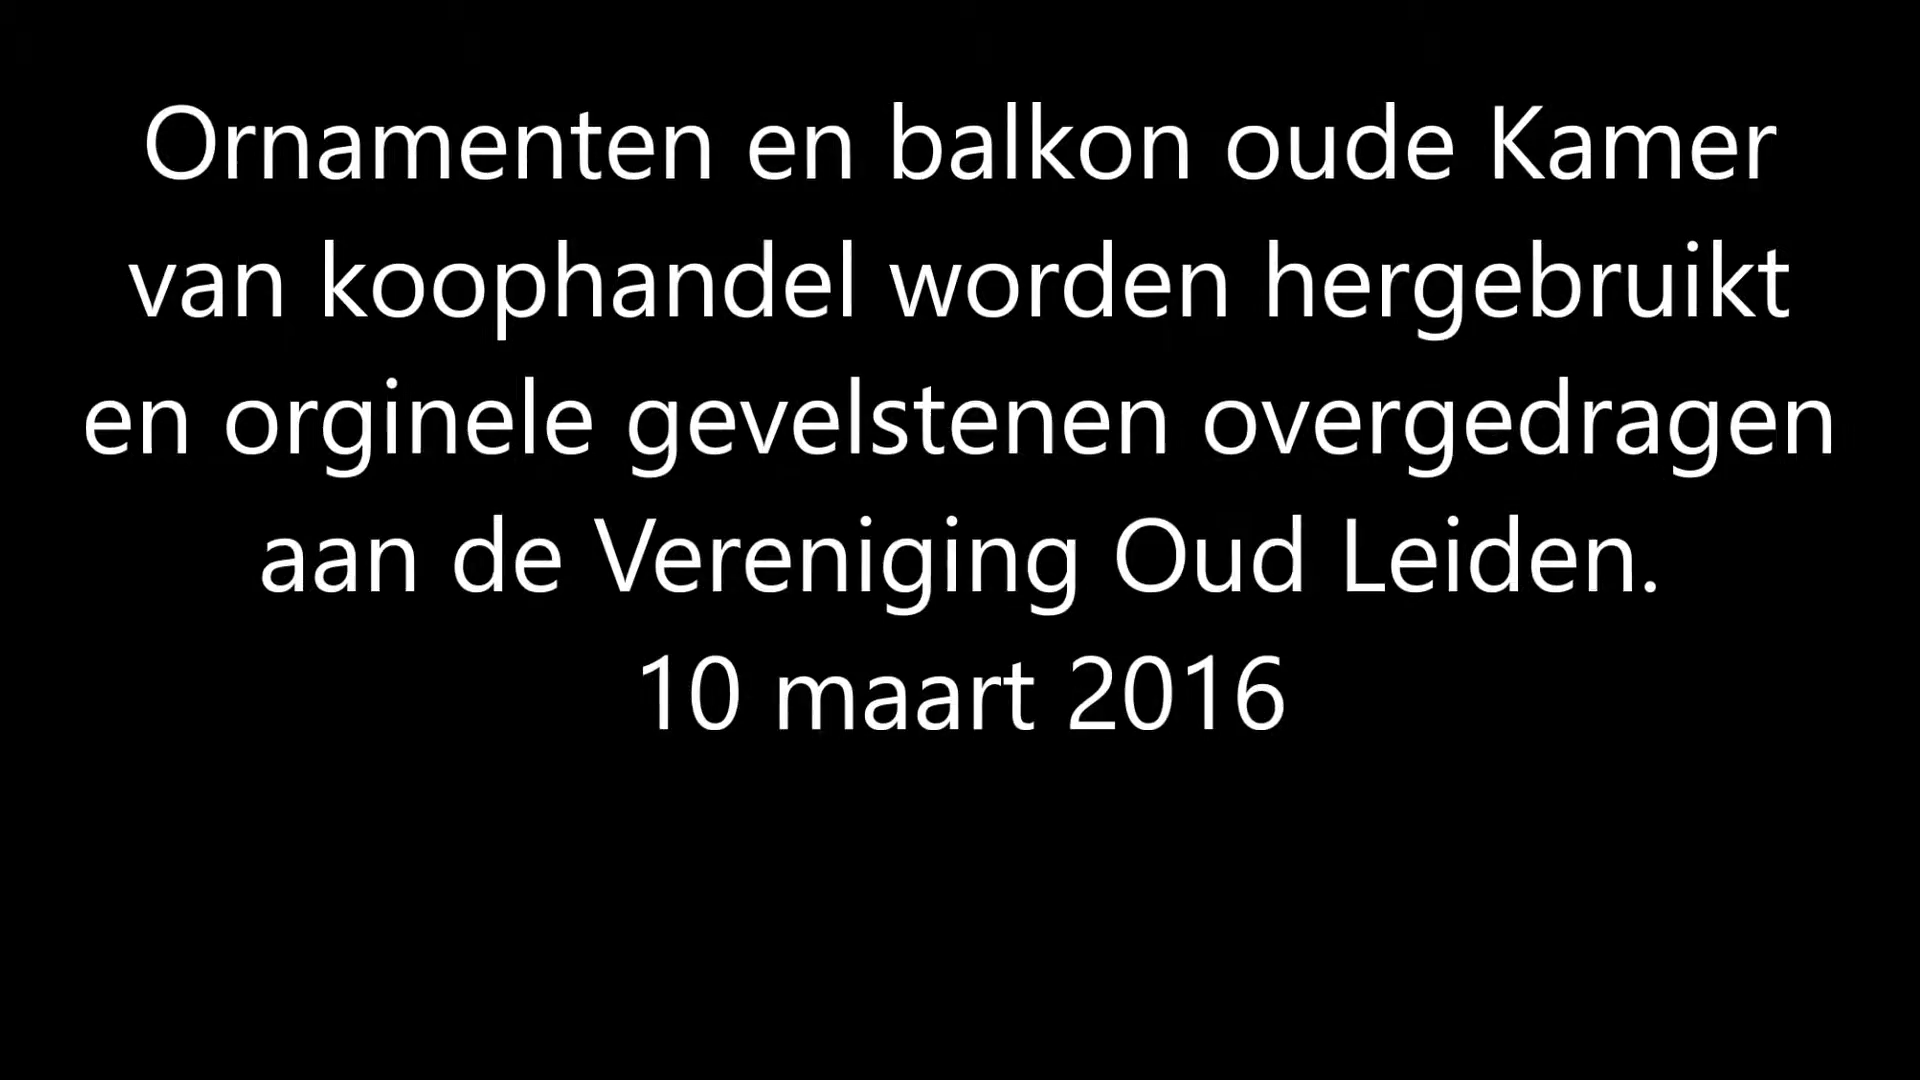 Ornamenten en balkon oude Kamer
van koophandel worden hergebruikt
en orginele gevelstenen overgedragen
aan de Vereniging Oud Leiden.
10 maart 2016